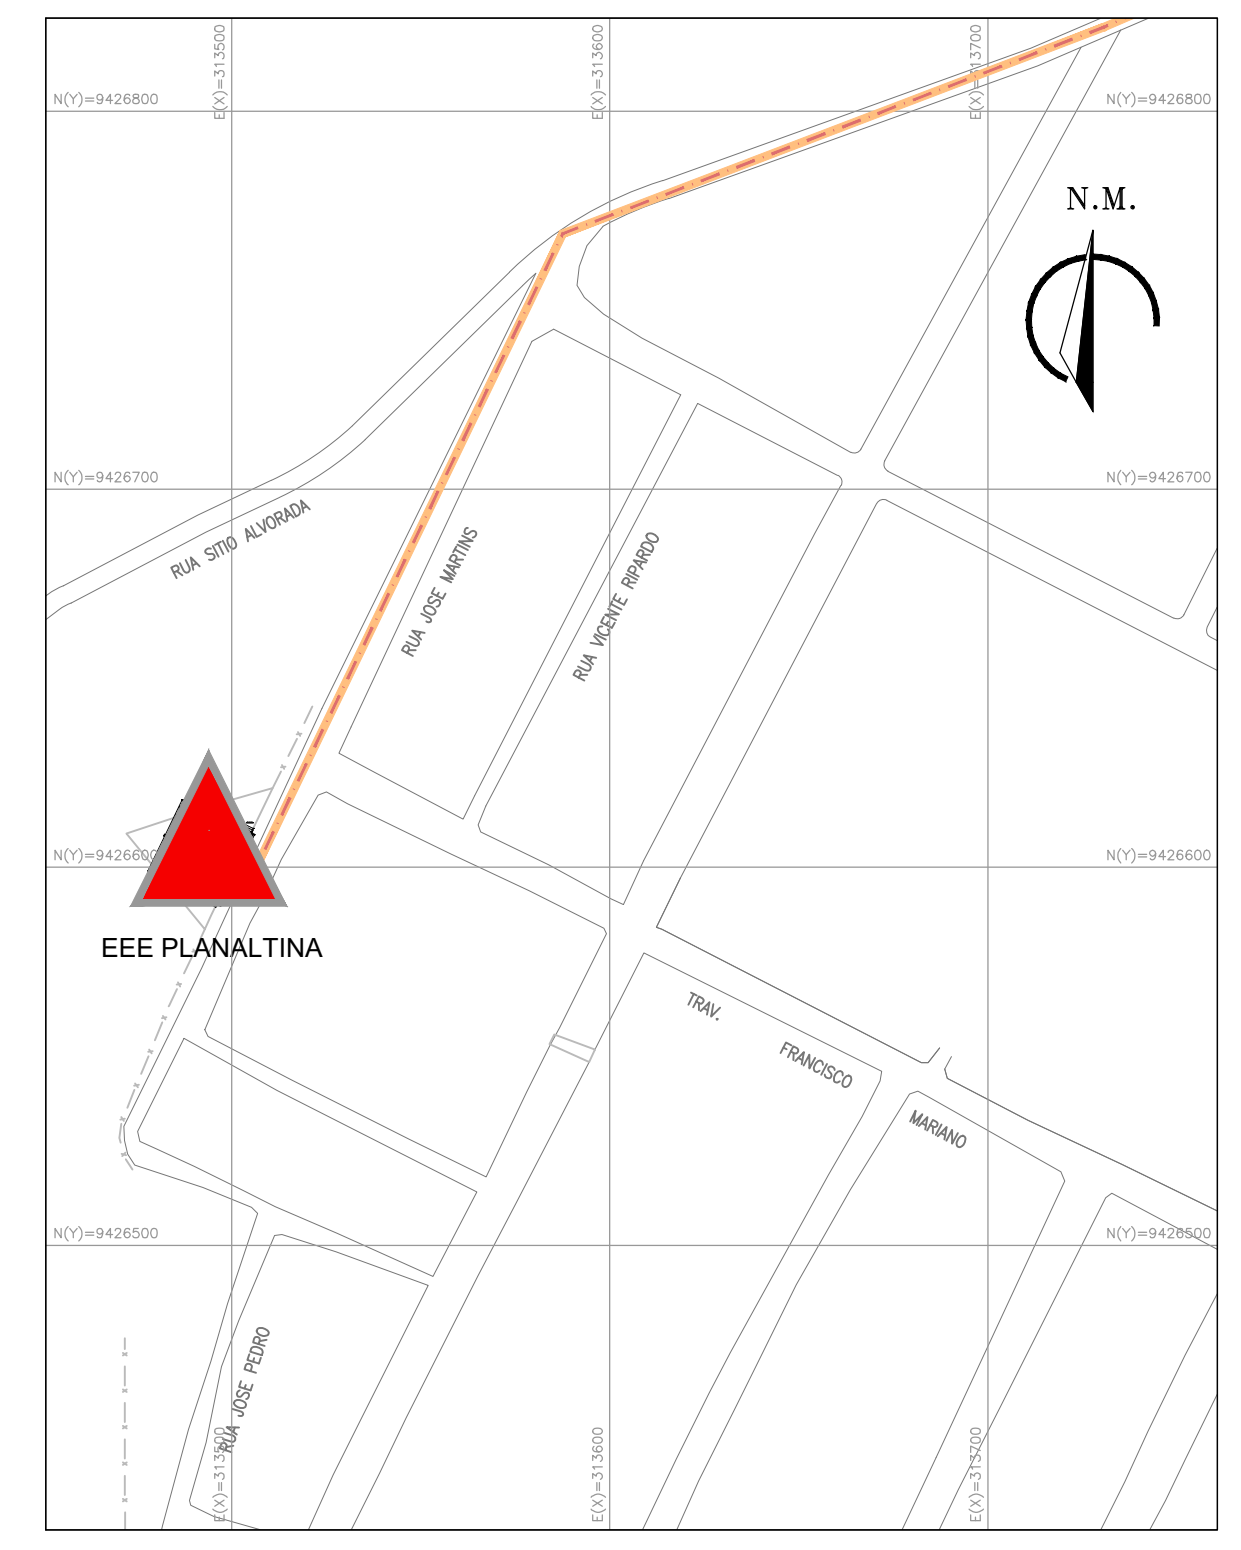 E(X)=313500
E(X)=313600
E(X)=313700
N(Y)=9426800
N(Y)=9426800
N.M.
N(Y)=9426700
N(Y)=9426700
RUA SITIO ALVORADA
RUA JOSE MARTINS
RUA VICENTE RIPARDO
N(Y)=9426600
N(Y)=9426600
EEE PLANALTINA
TRAV.
FRANCISCO
MARIANO
N(Y)=9426500
N(Y)=9426500
RUA JOSE PEDRO
E(X)=313500
E(X)=313600
E(X)=313700